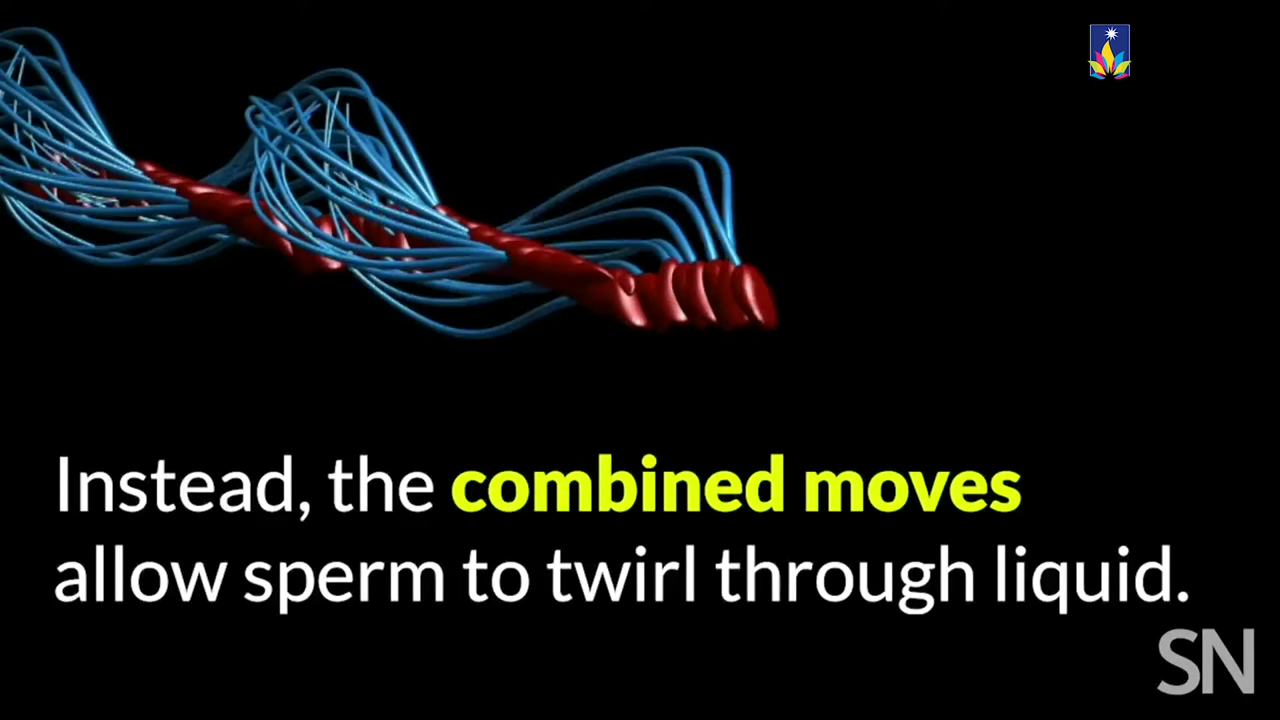 Instead, the combined moves
allow sperm to twirl through liquid.
SN